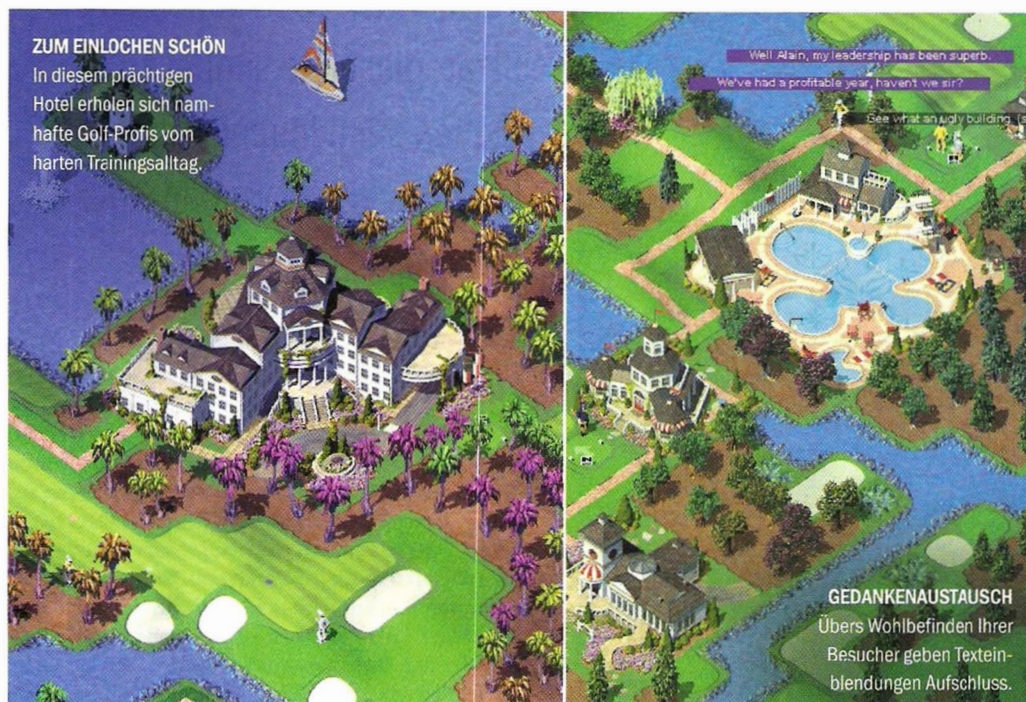 ZUM EINLOCHEN SCHÖN
In diesem prächtigen
Hotel erholen sich nam-
hafte Golf-Profis vom
harten Trainingsalltag.
Well Alain, my leadership has been superb.
We've had a profitable year, haven't we sir?
Gee what an ugly building. (s
GEDANKENAUSTAUSCH
Übers Wohlbefinden Ihrer
Besucher geben Textein-
blendungen Aufschluss.